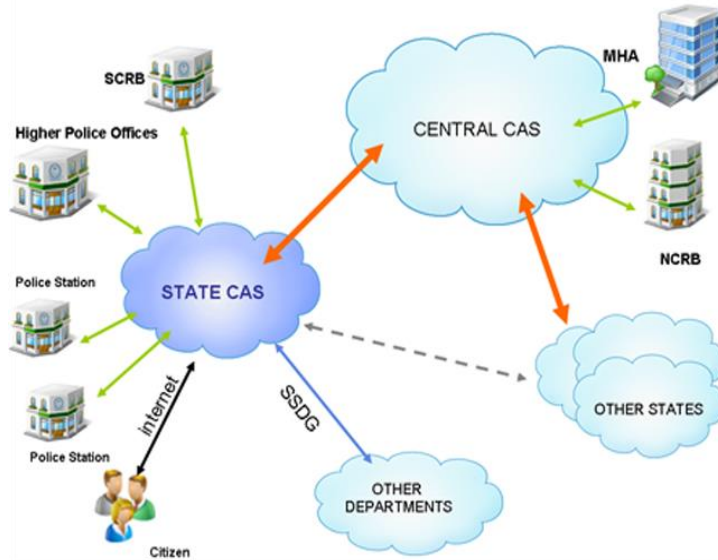 SCRB
MHA
Higher Police Offices
CENTRAL CAS
NCRB
Police Station
STATE CAS
internet
SSDG
OTHER STATES
Police Station
OTHER
DEPARTMENTS
Citizen